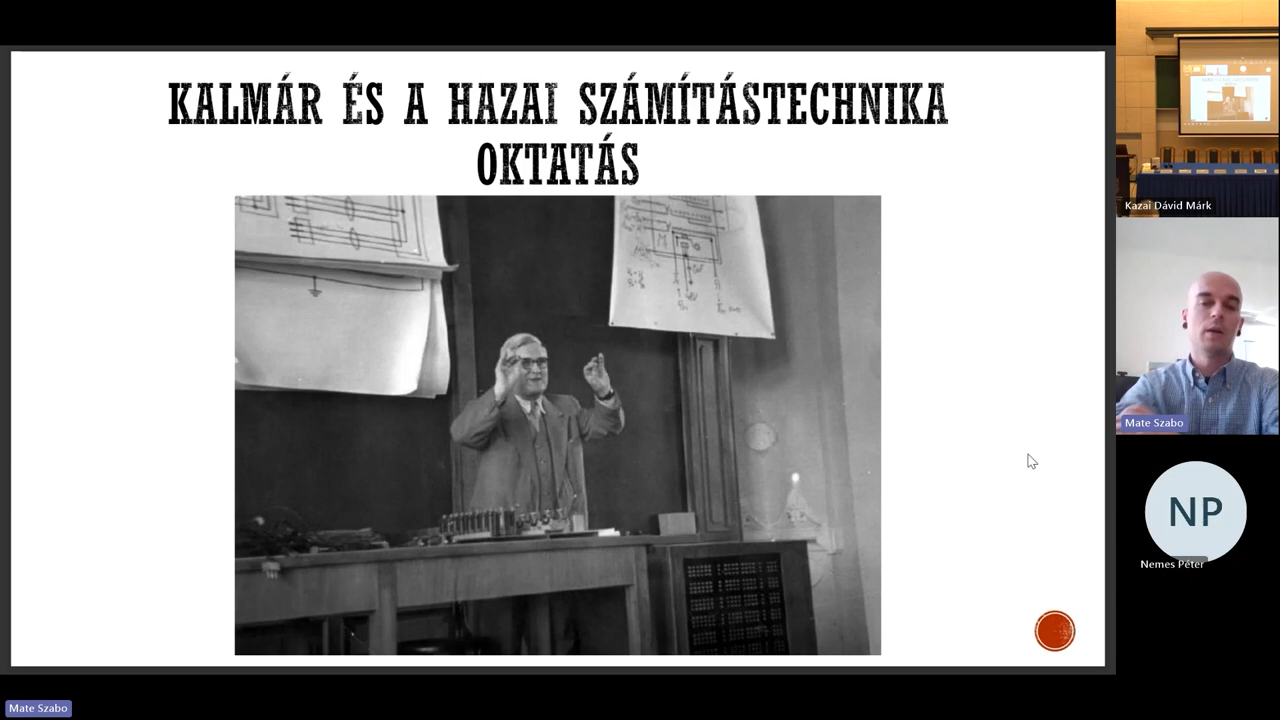 KALMÁR ÉS A HAZAI SZÁMÍTÁSTECHNIKA
OKTATÁS
Kazai Dávid Márk
Mate Szabo
NP
Nemes Péter
Mate Szabo